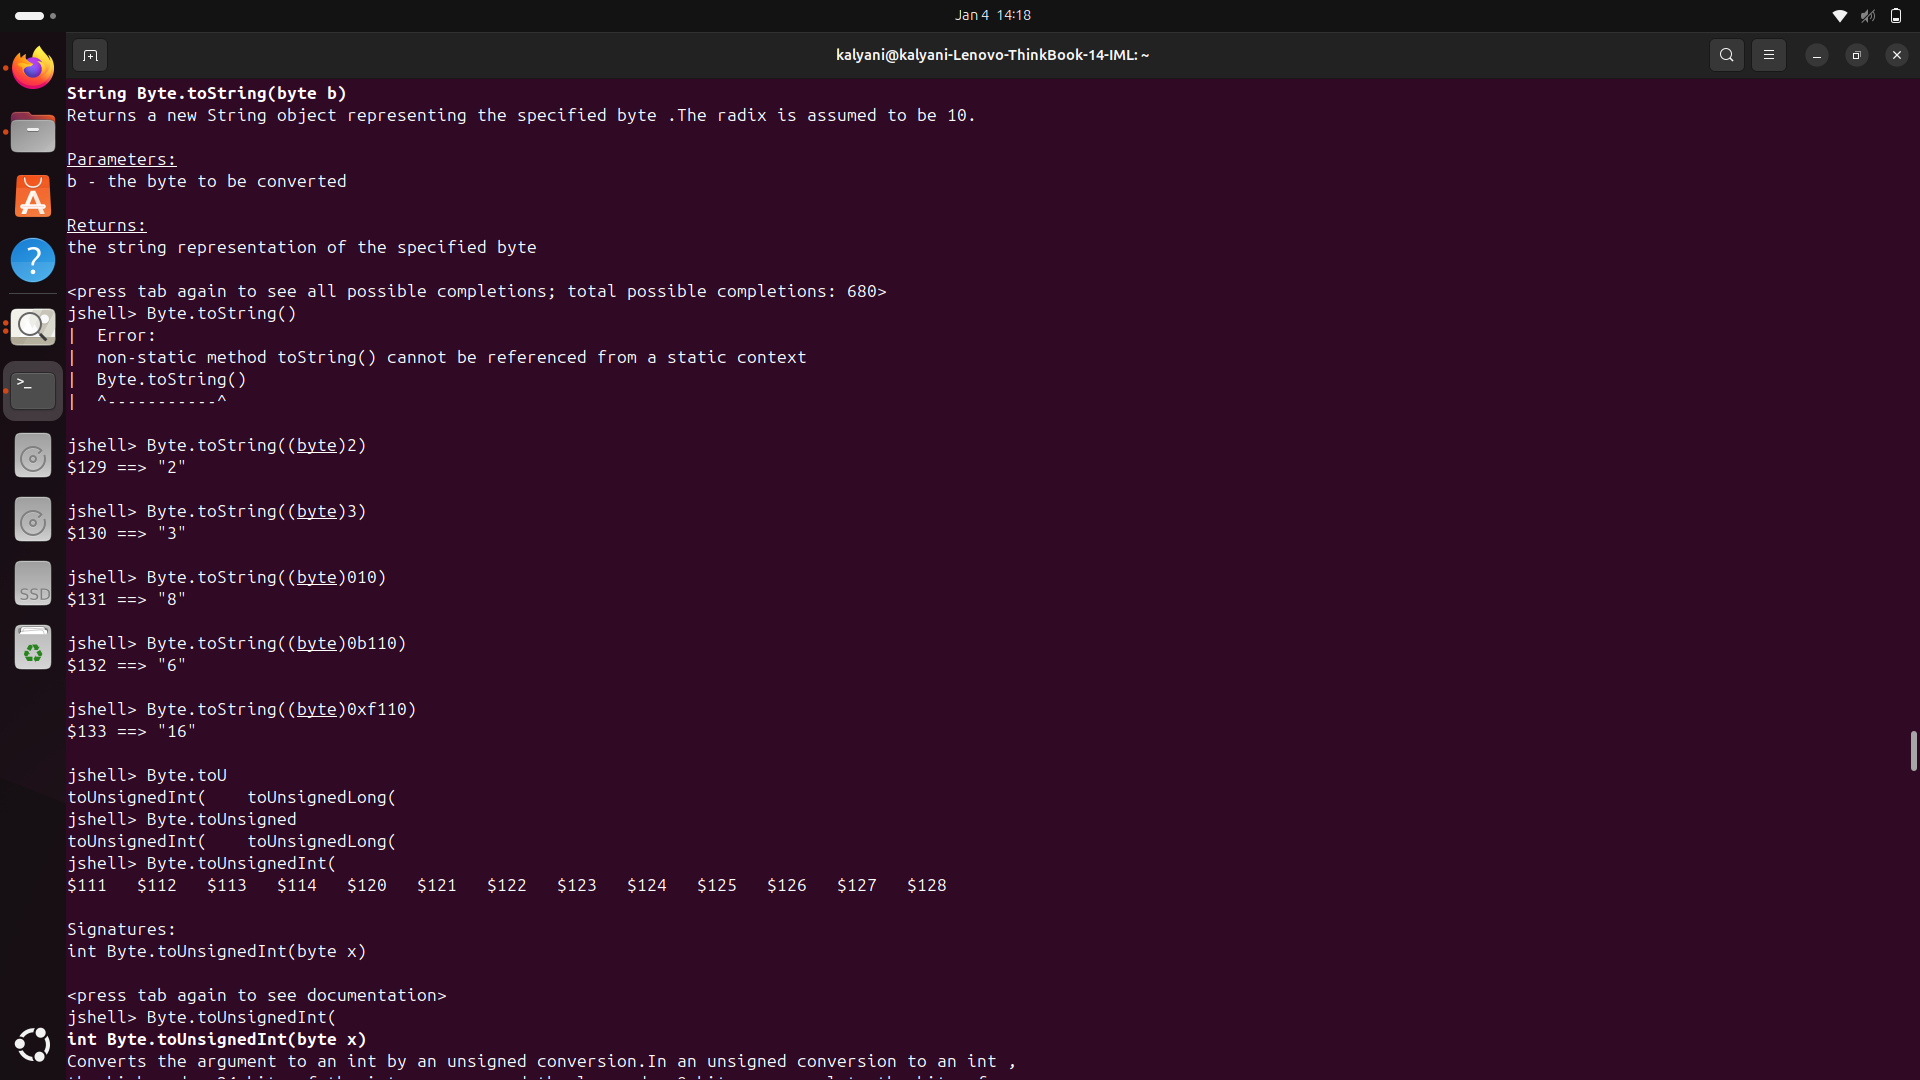 Jan 4 14:18
kalyani@kalyani-Lenovo-ThinkBook-14-IML: ~
String Byte.toString(byte b)
Returns a new String object representing the specified byte .The radix is assumed to be 10.
Parameters:
b - the byte to be converted
Returns:
the string representation of the specified byte
<press tab again to see all possible completions; total possible completions: 680>
jshell> Byte.toString()
|  Error:
|  non-static method toString() cannot be referenced from a static context
|  Byte.toString()
|  ^-----------^
jshell> Byte.toString((byte)2)
$129 ==> "2"
jshell> Byte.toString((byte)3)
$130 ==> "3"
jshell> Byte.toString((byte)010)
$131 ==> "8"
jshell> Byte.toString((byte)0b110)
$132 ==> "6"
jshell> Byte.toString((byte)0xf110)
$133 ==> "16"
jshell> Byte.toU
toUnsignedInt(    toUnsignedLong(
jshell> Byte.toUnsigned
toUnsignedInt(    toUnsignedLong(
jshell> Byte.toUnsignedInt(
$111   $112   $113   $114   $120   $121   $122   $123   $124   $125   $126   $127   $128
Signatures:
int Byte.toUnsignedInt(byte x)
<press tab again to see documentation>
jshell> Byte.toUnsignedInt(
int Byte.toUnsignedInt(byte x)
Converts the argument to an int by an unsigned conversion.In an unsigned conversion to an int ,
SSD